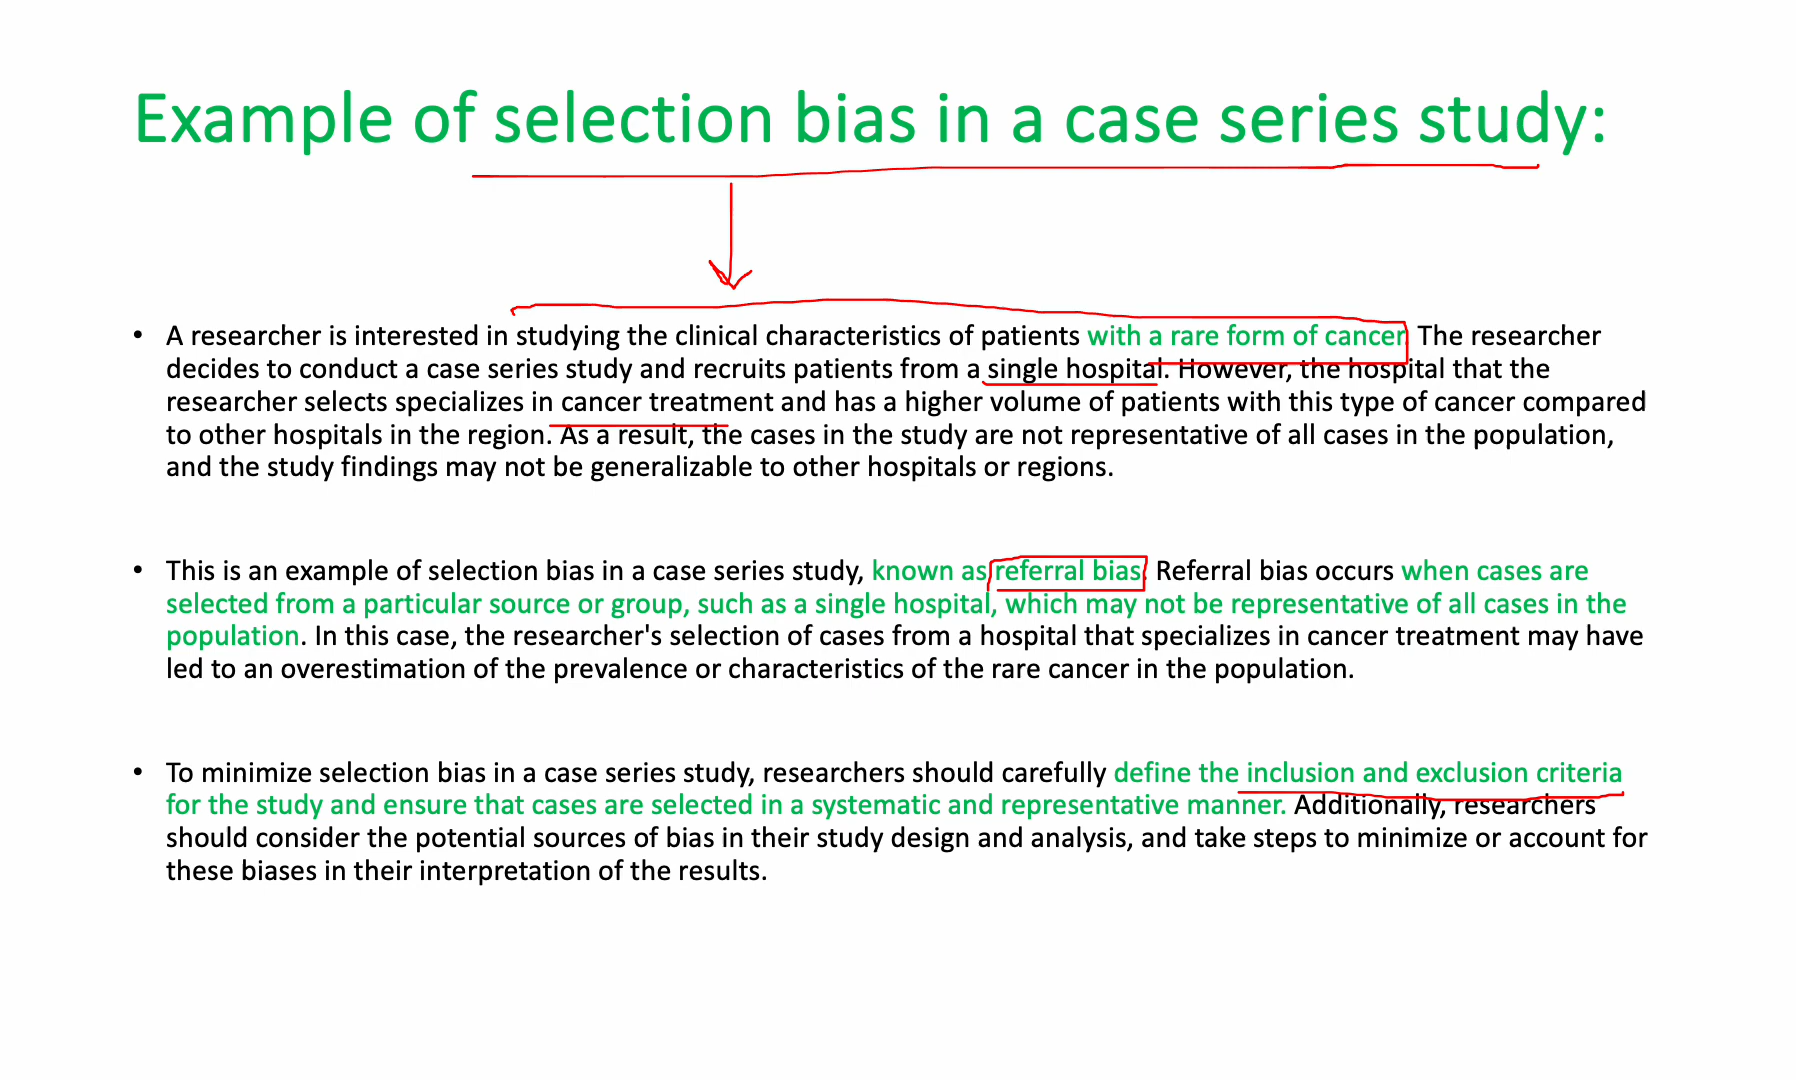 Example of selection bias in a case series study:
• A researcher is interested in studying the clinical characteristics of patients with a rare form of cancer. The researcher
decides to conduct a case series study and recruits patients from a single hospital. However, the hospital that the
researcher selects specializes in cancer treatment and has a higher volume of patients with this type of cancer compared
to other hospitals in the region. As a result, the cases in the study are not representative of all cases in the population,
and the study findings may not be generalizable to other hospitals or regions.
• This is an example of selection bias in a case series study, known as referral bias. Referral bias occurs when cases are
selected from a particular source or group, such as a single hospital, which may not be representative of all cases in the
population. In this case, the researcher's selection of cases from a hospital that specializes in cancer treatment may have
led to an overestimation of the prevalence or characteristics of the rare cancer in the population.
• To minimize selection bias in a case series study, researchers should carefully define the inclusion and exclusion criteria
for the study and ensure that cases are selected in a systematic and representative manner. Additionally, researchers
should consider the potential sources of bias in their study design and analysis, and take steps to minimize or account for
these biases in their interpretation of the results.